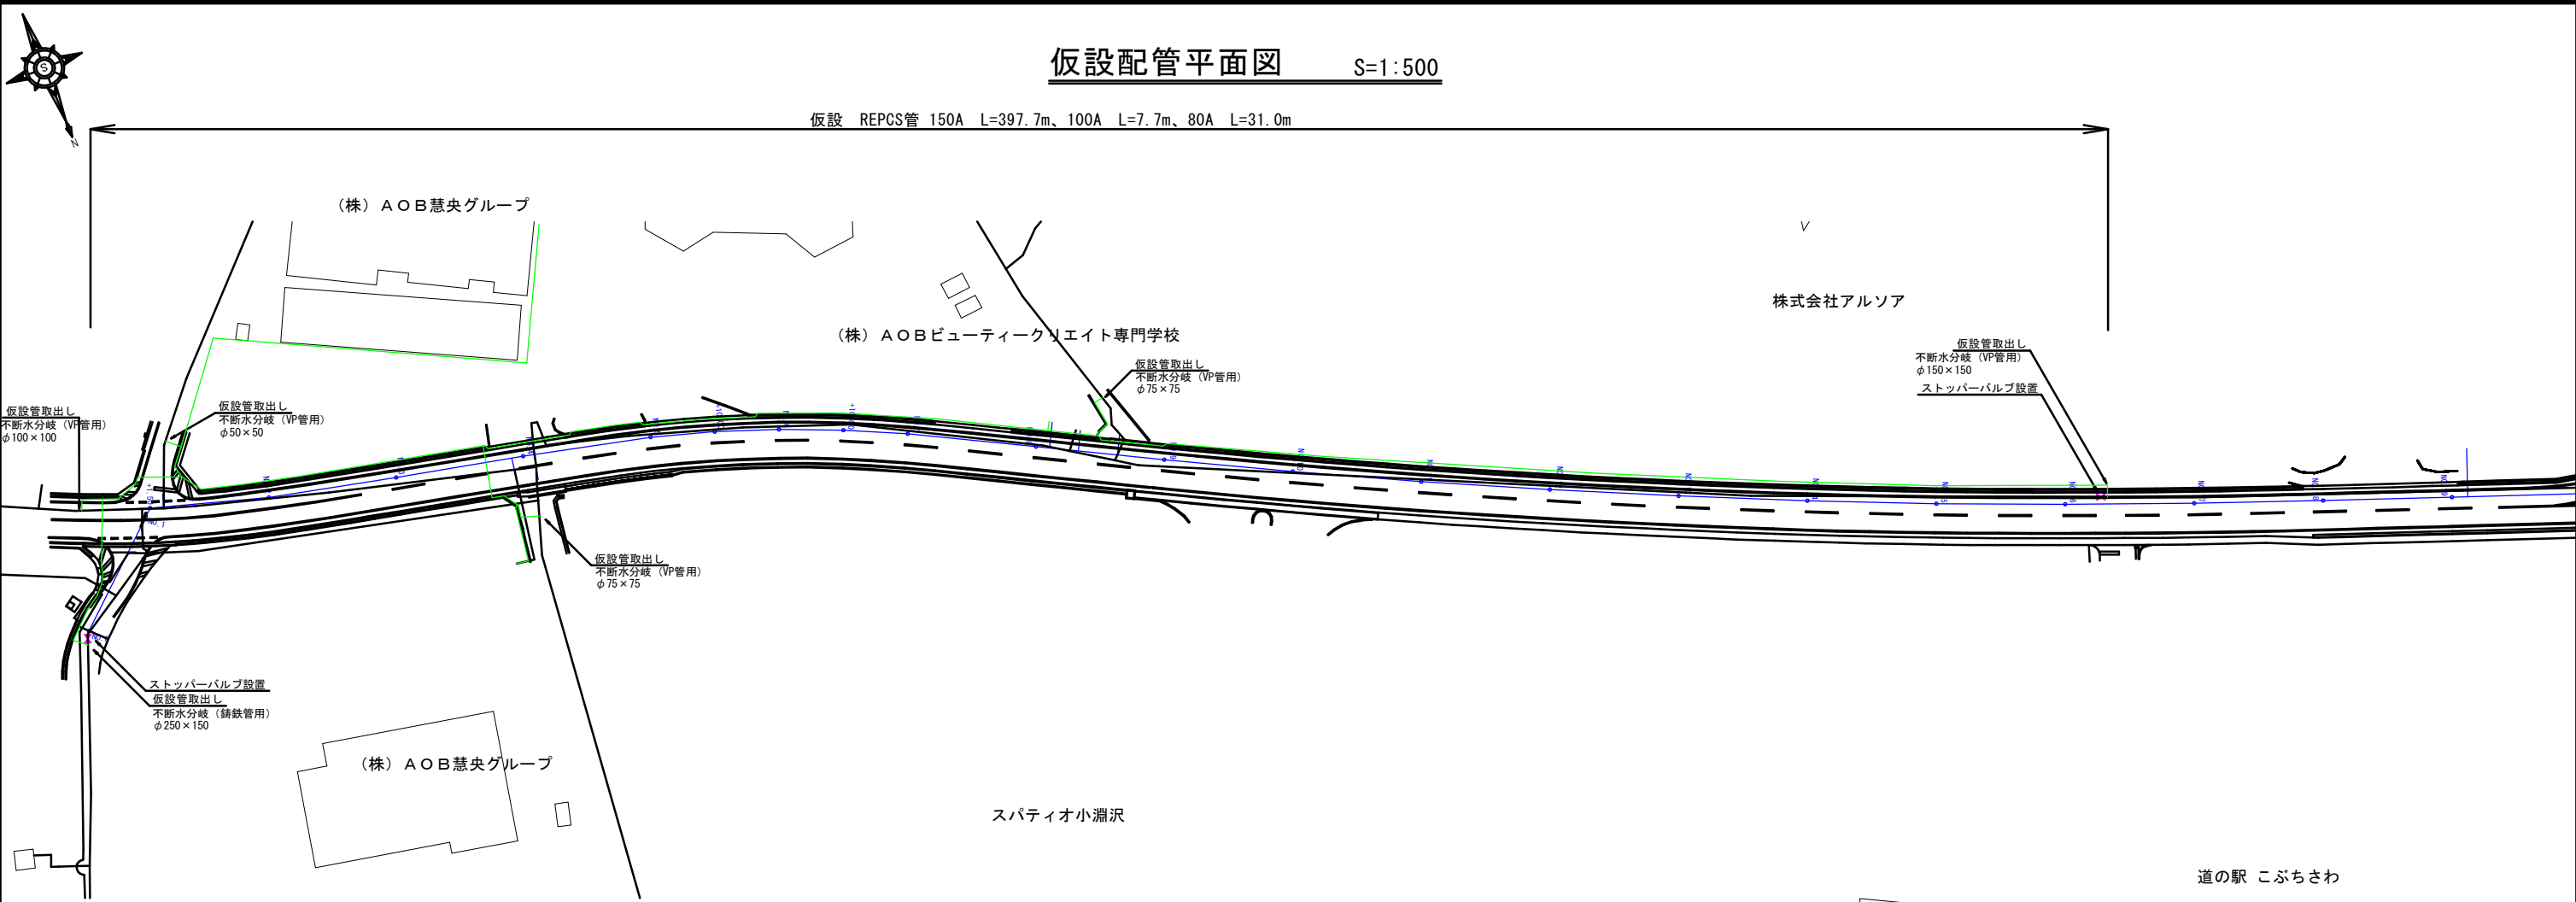 仮設配管平面図 S=1:500
仮設 REPCS管 150A L=397.7m、100A L=7.7m、80A L=31.0m
S
N
(株)AOB慧央グループ
(株)AOBビューティークリエイト専門学校
株式会社アルソア
仮設管取出し
不断水分岐(VP管用)
φ100×100
仮設管取出し
不断水分岐(VP管用)
φ50×50
仮設管取出し
不断水分岐(VP管用)
φ75×75
仮設管取出し
不断水分岐(VP管用)
φ150×150
ストッパーバルブ設置
仮設管取出し
不断水分岐(VP管用)
φ75×75
ストッパーバルブ設置
仮設管取出し
不断水分岐(鋳鉄管用)
φ250×150
(株)AOB慧央グループ
スパティオ小淵沢
道の駅 こぶちさわ